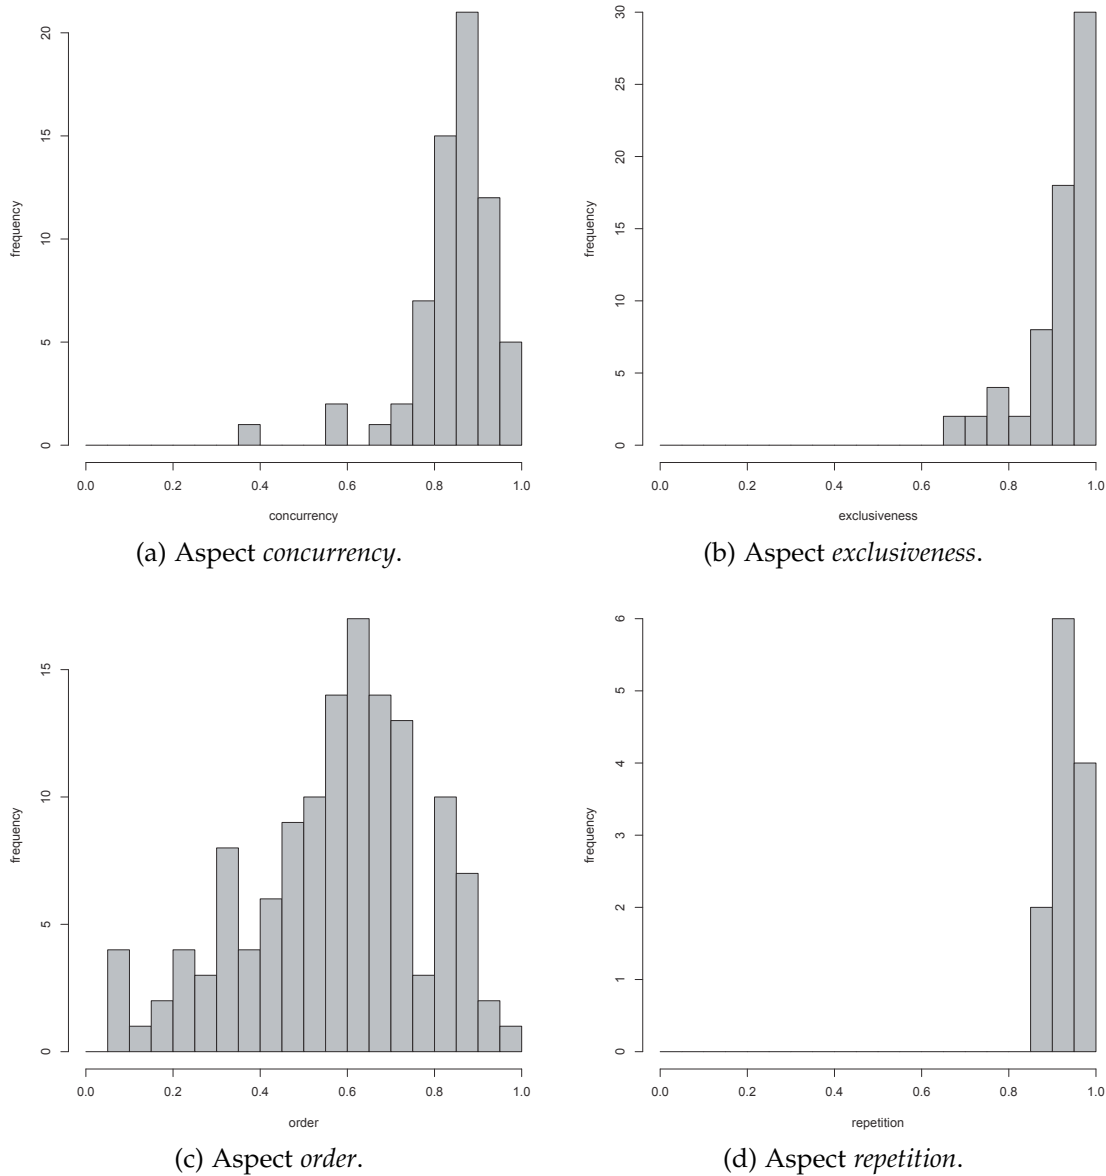 20
15
10
5
0
frequency
0.0 0.2 0.4 0.6 0.8 1.0
concurrency
(a) Aspect concurrency.
30
25
20
15
10
5
0
frequency
0.0 0.2 0.4 0.6 0.8 1.0
exclusiveness
(b) Aspect exclusiveness.
15
10
5
0
frequency
0.0 0.2 0.4 0.6 0.8 1.0
order
(c) Aspect order.
6
5
4
3
2
1
0
frequency
0.0 0.2 0.4 0.6 0.8 1.0
repetition
(d) Aspect repetition.